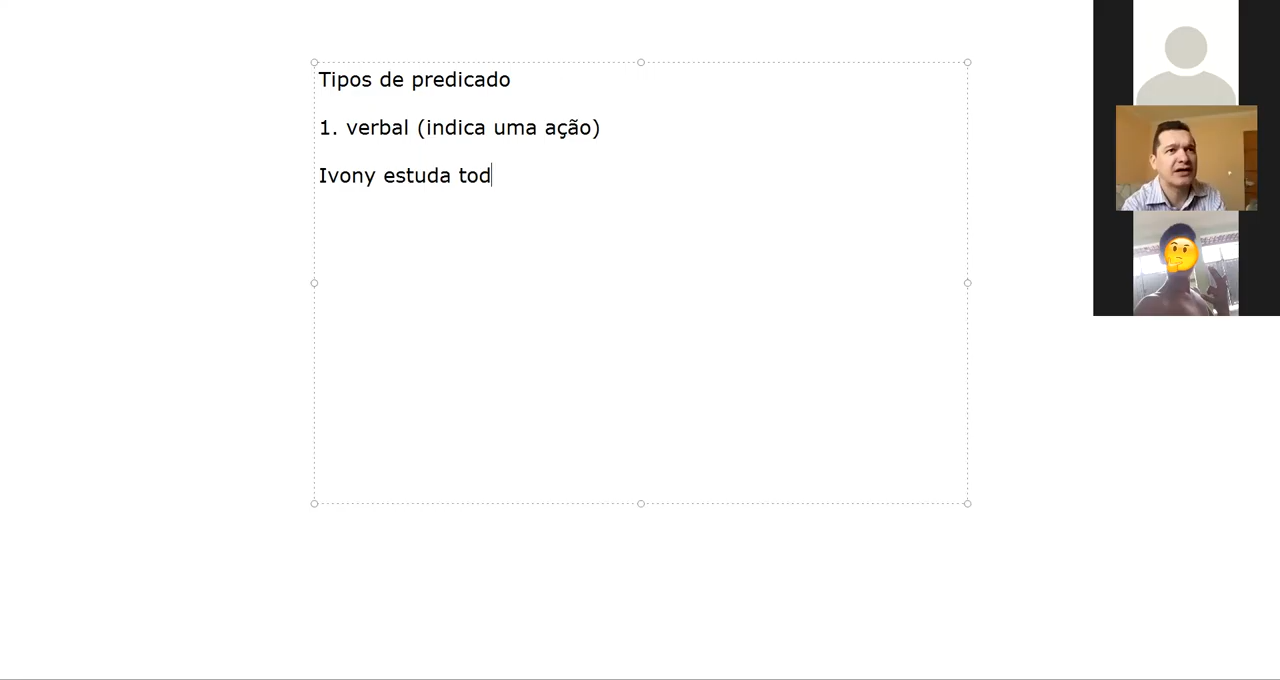 Tipos de predicado
1. verbal (indica uma ação)
Ivony estuda tod